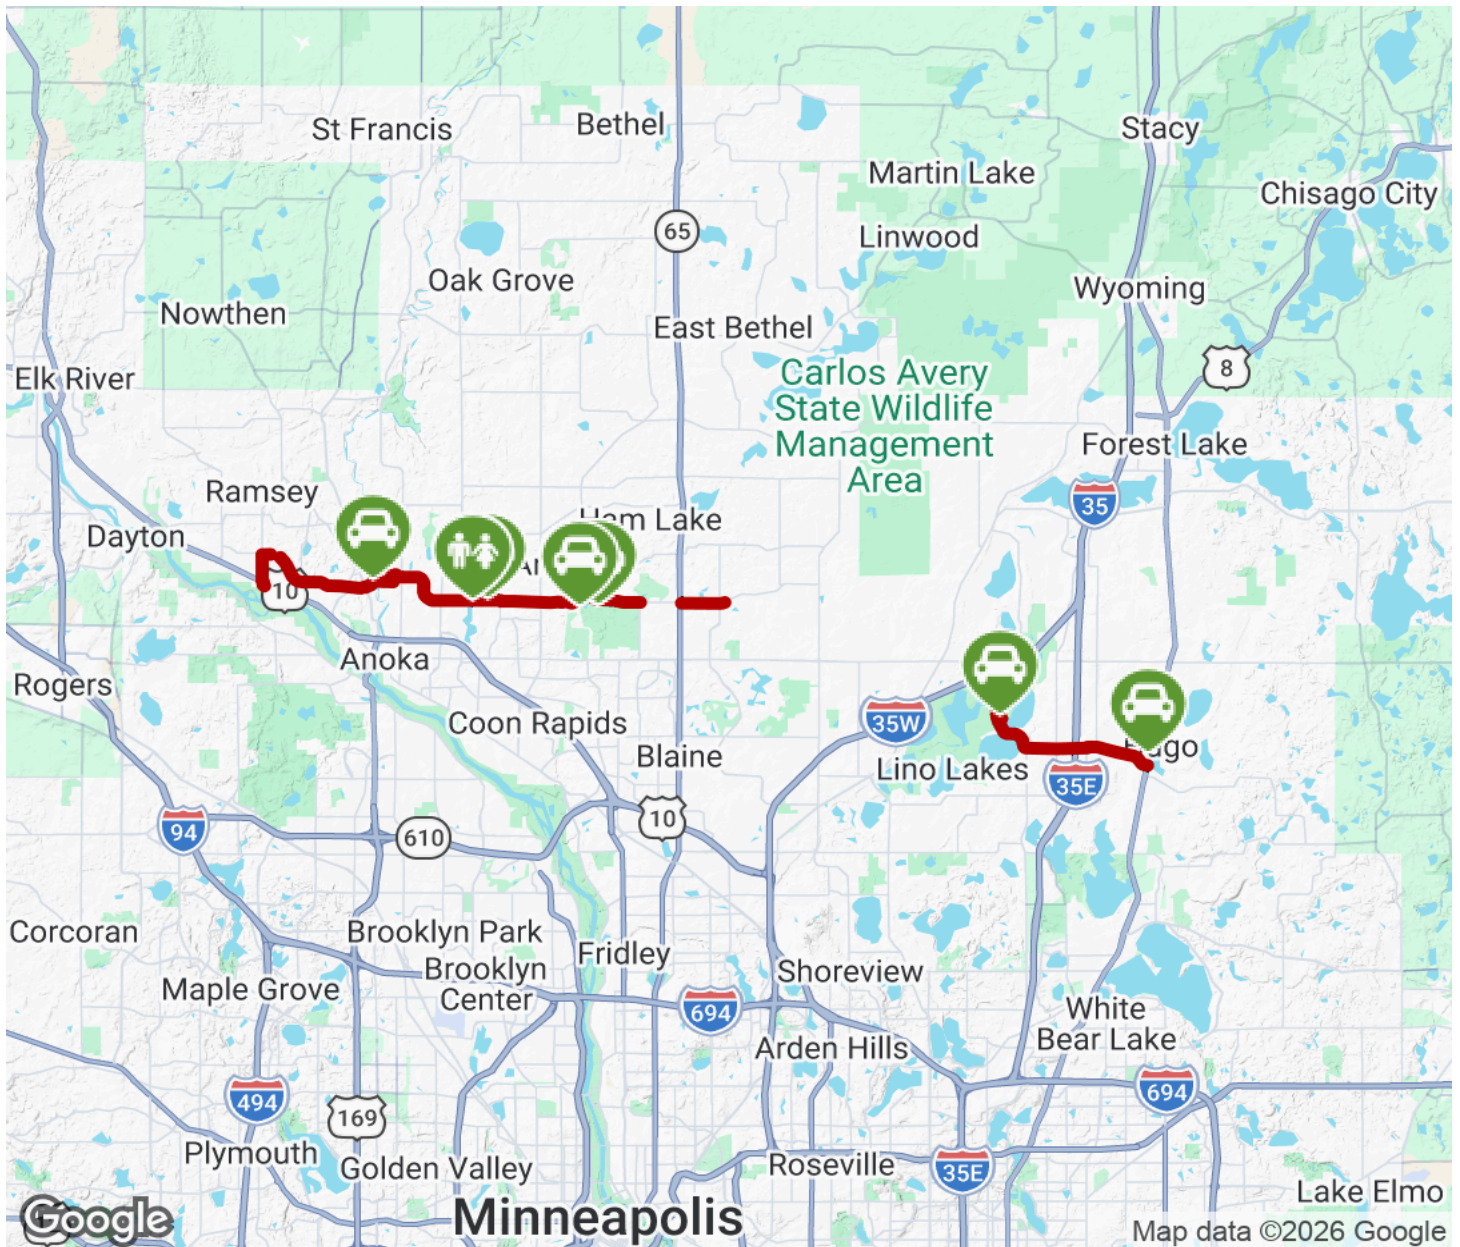 St Francis
Bethel
Stacy
Martin Lake
Chisago City
65
Linwood
Oak Grove
Wyoming
Nowthen
East Bethel
Elk River
8
Carlos Avery
State Wildlife
Management
Area
Forest Lake
Ramsey
35
Ham Lake
Dayton
10
Anoka
Rogers
35W
Coon Rapids
Blaine
Lino Lakes
35E
10
94
610
Corcoran
Brooklyn Park
Fridley
Brooklyn
Center
Shoreview
Maple Grove
694
White
Bear Lake
Arden Hills
494
694
169
Plymouth
Golden Valley
Roseville
35E
Lake Elmo
Minneapolis
Google
Map data ©2026 Google